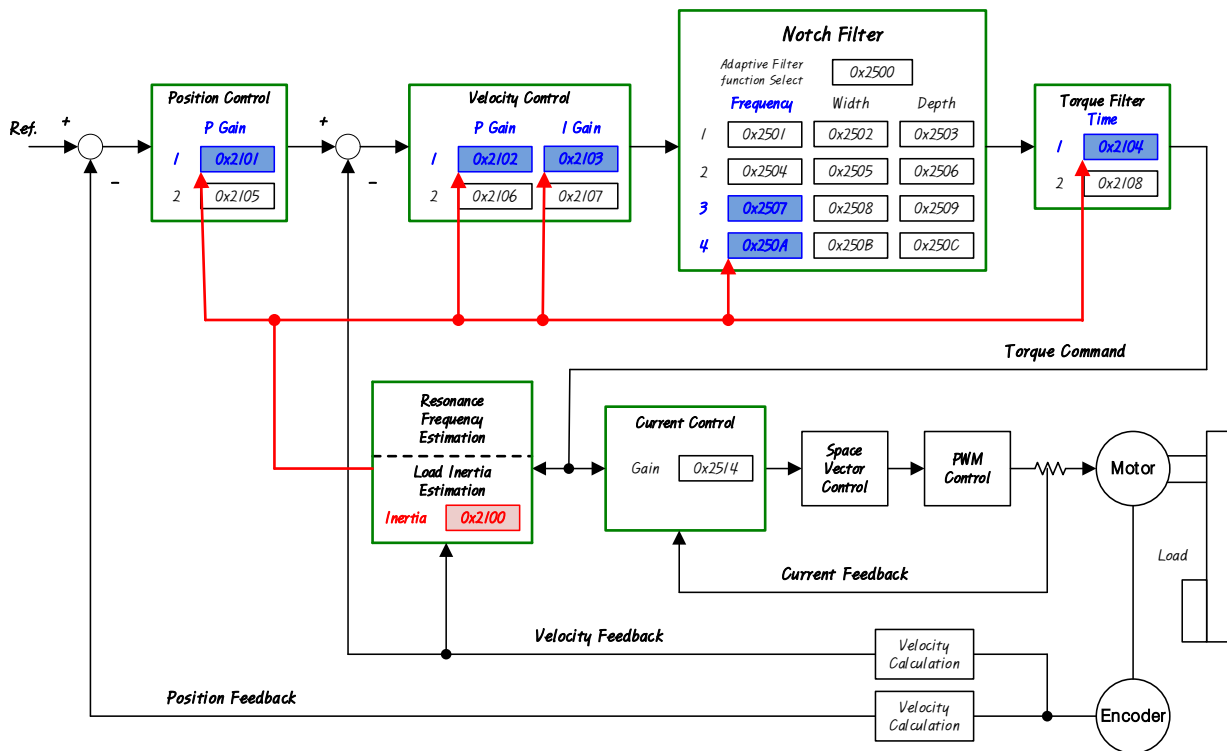 Notch Filter
Adaptive Filter
function Select
0x2500
Frequency Width Depth
1 0x2501 0x2502 0x2503
2 0x2504 0x2505 0x2506
3 0x2507 0x2508 0x2509
4 0x250A 0x250B 0x250C
Position Control
P Gain
1 0x2101
2 0x2105
Velocity Control
P Gain I Gain
1 0x2102 0x2103
2 0x2106 0x2107
Torque Filter
Time
1 0x2104
2 0x2108
Ref.
+
-
+
-
Torque Command
Resonance
Frequency
Estimation
Load Inertia
Estimation
Inertia 0x2100
Current Control
Gain 0x2514
Space
Vector
Control
PWM
Control
Motor
Load
Current Feedback
Velocity Feedback
Velocity
Calculation
Position Feedback
Velocity
Calculation
Encoder